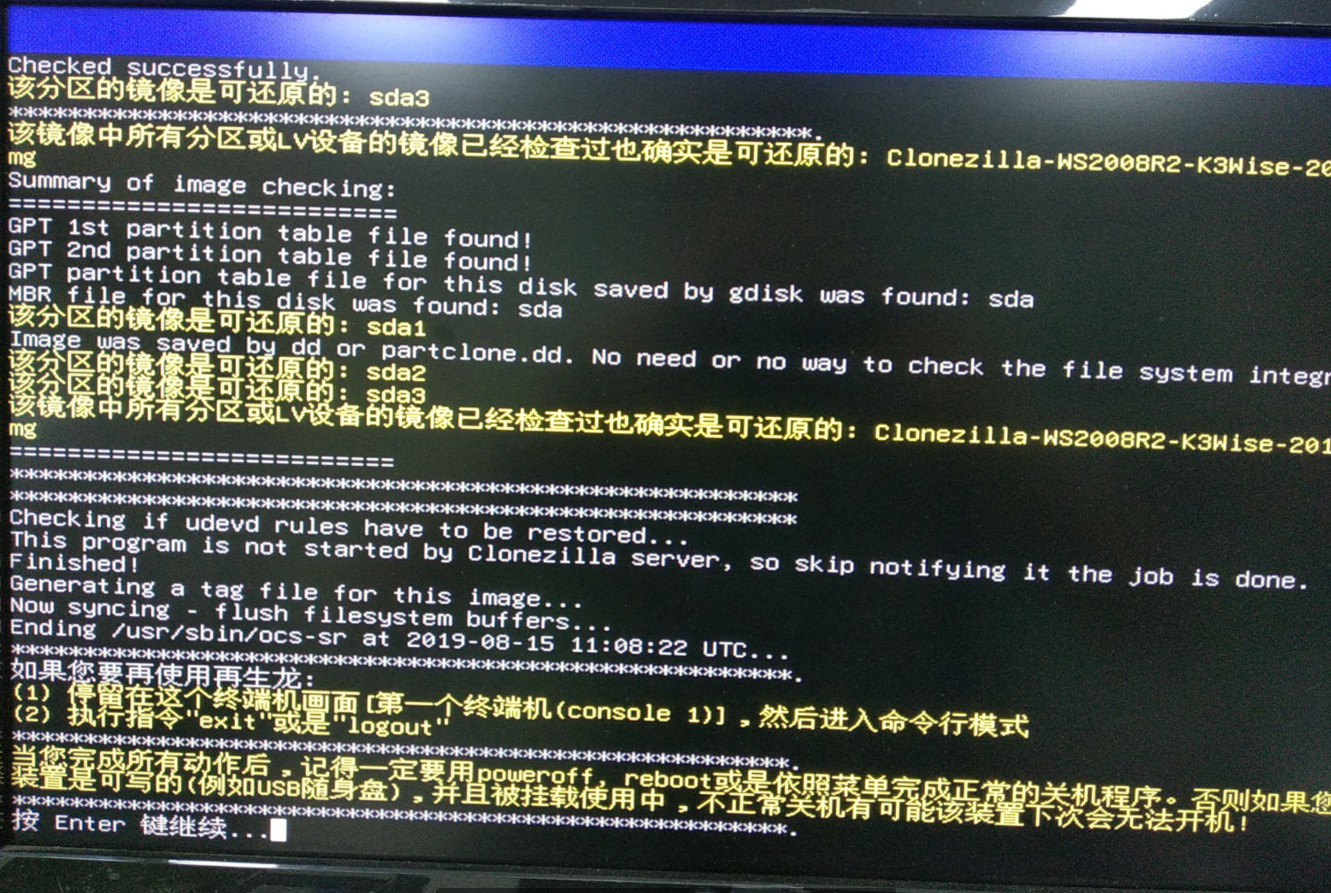 Checked successfully.
该分区的镜像是可还原的: sda3
*****************************************************.
该镜像中所有分区或LV设备的镜像已经检查过也确实是可还原的: Clonezilla-WS2008R2-K3Wise-20
mg
Summary of image checking:
==========================
GPT 1st partition table file found!
GPT 2nd partition table file found!
GPT partition table file for this disk saved by gdisk was found: sda
MBR file for this disk was found: sda
该分区的镜像是可还原的: sda1
Image was saved by dd or partclone.dd. No need or no way to check the file system integr
该分区的镜像是可还原的: sda2
该分区的镜像是可还原的: sda3
该镜像中所有分区或LV设备的镜像已经检查过也确实是可还原的: Clonezilla-WS2008R2-K3Wise-201
mg
==========================
*****************************************************
*****************************************************
Checking if udevd rules have to be restored...
This program is not started by Clonezilla server, so skip notifying it the job is done.
Finished!
Generating a tag file for this image...
Now syncing - flush filesystem buffers...
Ending /usr/sbin/ocs-sr at 2019-08-15 11:08:22 UTC...
*****************************************************.
如果您要再使用再生龙:
(1) 停留在这个终端机画面[第一个终端机(console 1)],然后进入命令行模式
(2) 执行指令"exit"或是"logout"
*****************************************************.
当您完成所有动作后,记得一定要用poweroff, reboot或是依照菜单完成正常的关机程序。否则如果您
装置是可写的(例如USB随身盘),并且被挂载使用中,不正常关机有可能该装置下次会无法开机!
*****************************************************.
按 Enter 键继续...